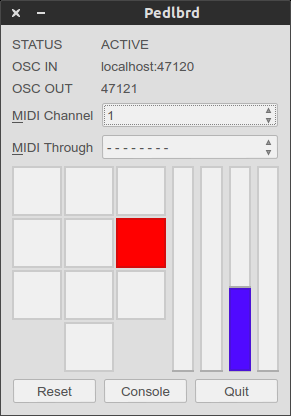 Pedlbrd
STATUS ACTIVE
OSC IN localhost:47120
OSC OUT 47121
MIDI Channel 1
MIDI Through - - - - - - - -
Reset Console Quit